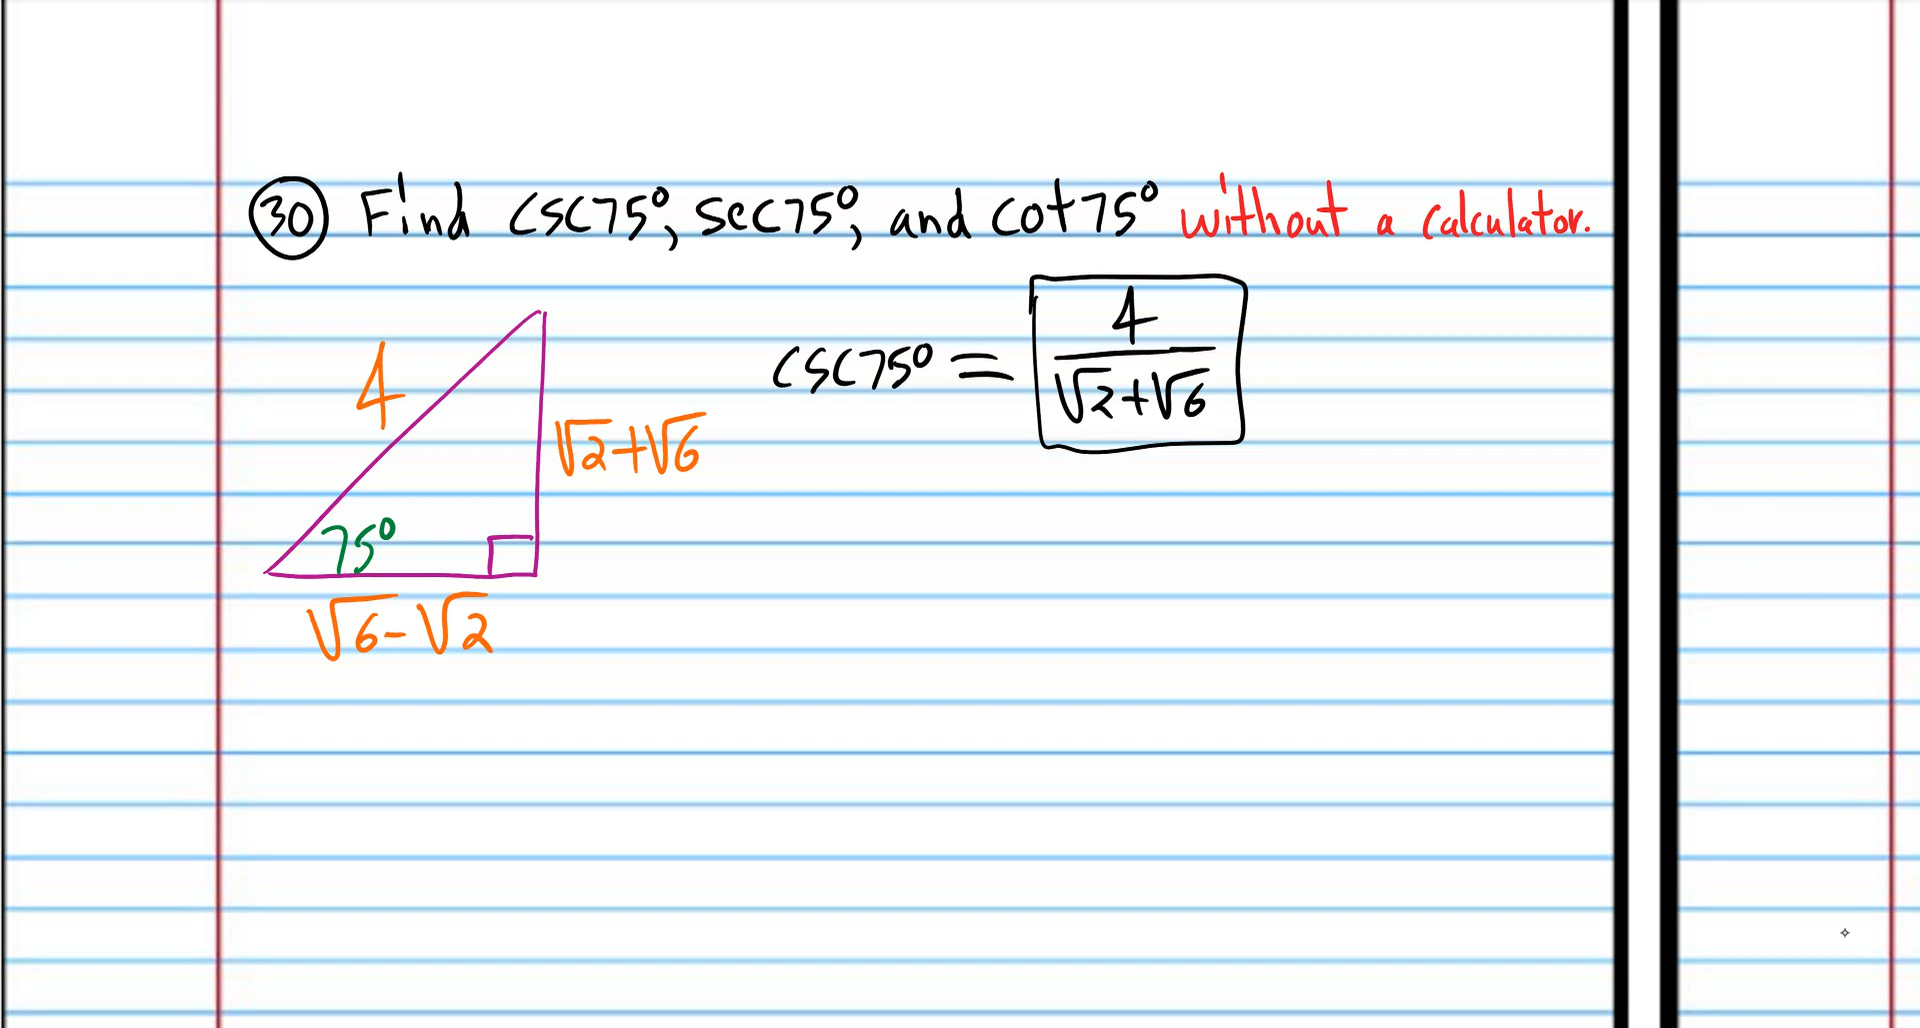 30 Find csc75°, sec75°, and cot75° without a calculator.
4
√2+√6
75°
√6-√2
csc75° = 4/(√2+√6)